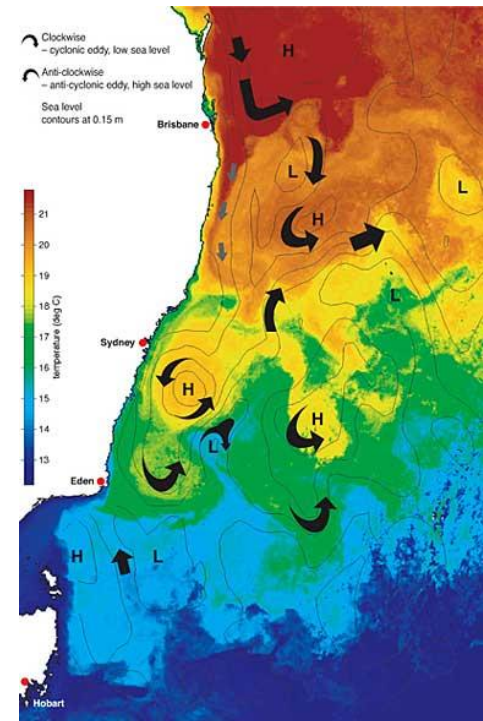 Clockwise
– cyclonic eddy, low sea level
Anti-clockwise
– anti-cyclonic eddy, high sea level
Sea level
contours at 0.15 m
H
Brisbane
L
L
H
21
20
19
18
17
16
15
14
13
temperature (deg C)
L
Sydney
H
H
L
Eden
H
L
Hobart